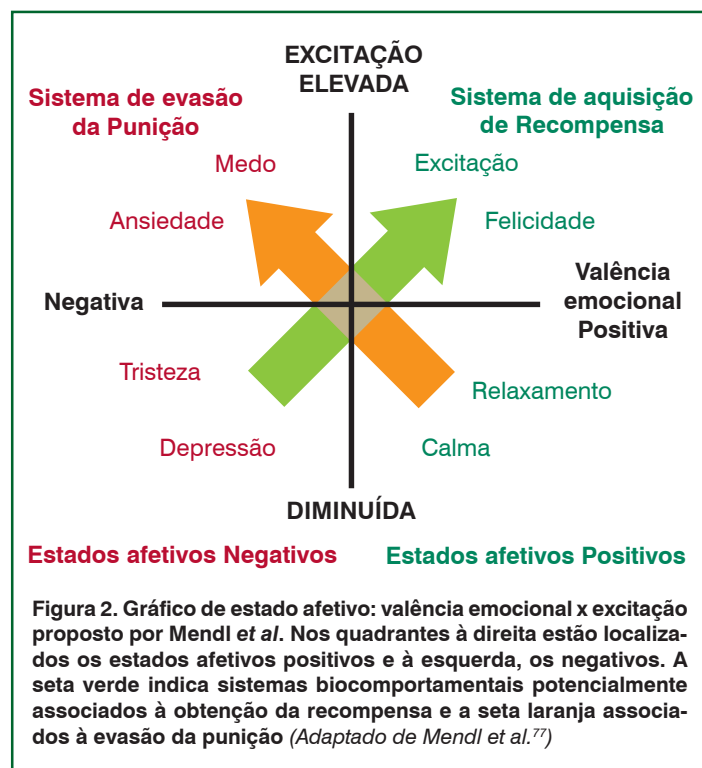 EXCITAÇÃO
ELEVADA
Sistema de evasão
da Punição
Sistema de aquisição
de Recompensa
Medo
Excitação
Ansiedade
Felicidade
Negativa
Valência
emocional
Positiva
Tristeza
Relaxamento
Depressão
Calma
DIMINUÍDA
Estados afetivos Negativos
Estados afetivos Positivos
Figura 2. Gráfico de estado afetivo: valência emocional x excitação
proposto por Mendl et al. Nos quadrantes à direita estão localiza-
dos os estados afetivos positivos e à esquerda, os negativos. A
seta verde indica sistemas biocomportamentais potencialmente
associados à obtenção da recompensa e a seta laranja associa-
dos à evasão da punição (Adaptado de Mendl et al.⁷⁷)